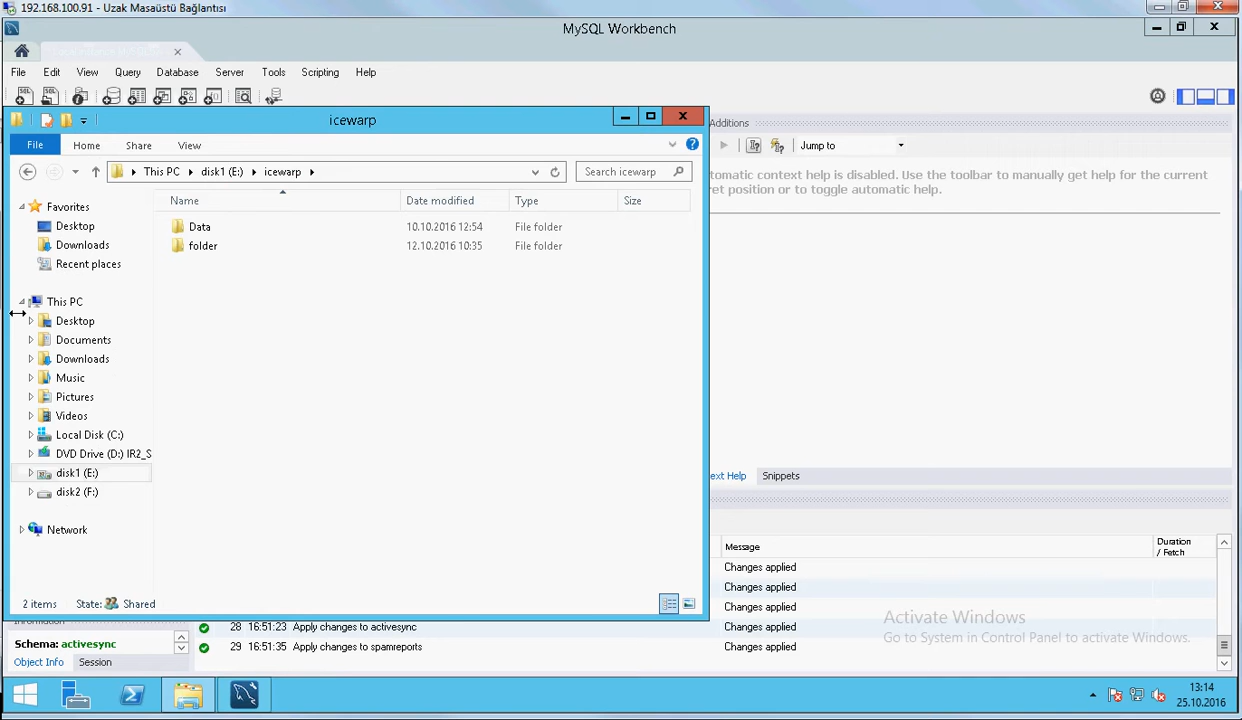 192.168.100.91 - Uzak Masaüstü Bağlantısı
MySQL Workbench
File Edit View Query Database Server Tools Scripting Help
icewarp
Additions
File Home Share View
Jump to
This PC disk1 (E:) icewarp
Search icewarp
omatic context help is disabled. Use the toolbar to manually get help for the current
ret position or to toggle automatic help.
Name Date modified Type Size
Favorites
Desktop
Downloads
Recent places
Data 10.10.2016 12:54 File folder
folder 12.10.2016 10:35 File folder
This PC
Desktop
Documents
Downloads
Music
Pictures
Videos
Local Disk (C:)
DVD Drive (D:) IR2_S
disk1 (E:)
disk2 (F:)
Network
ext Help Snippets
Message Duration / Fetch
Changes applied
Changes applied
Changes applied
2 items State: Shared
28 16:51:23 Apply changes to activesync Changes applied
29 16:51:35 Apply changes to spamreports Changes applied
Schema: activesync
Object Info Session
Activate Windows
Go to System in Control Panel to activate Windows.
13:14
25.10.2016